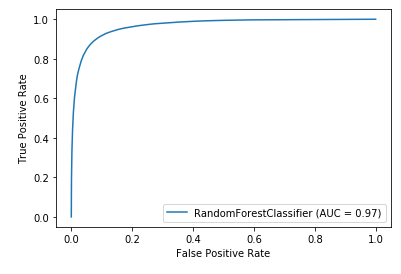 1.0
0.8
0.6
0.4
0.2
0.0
True Positive Rate
RandomForestClassifier (AUC = 0.97)
0.0 0.2 0.4 0.6 0.8 1.0
False Positive Rate